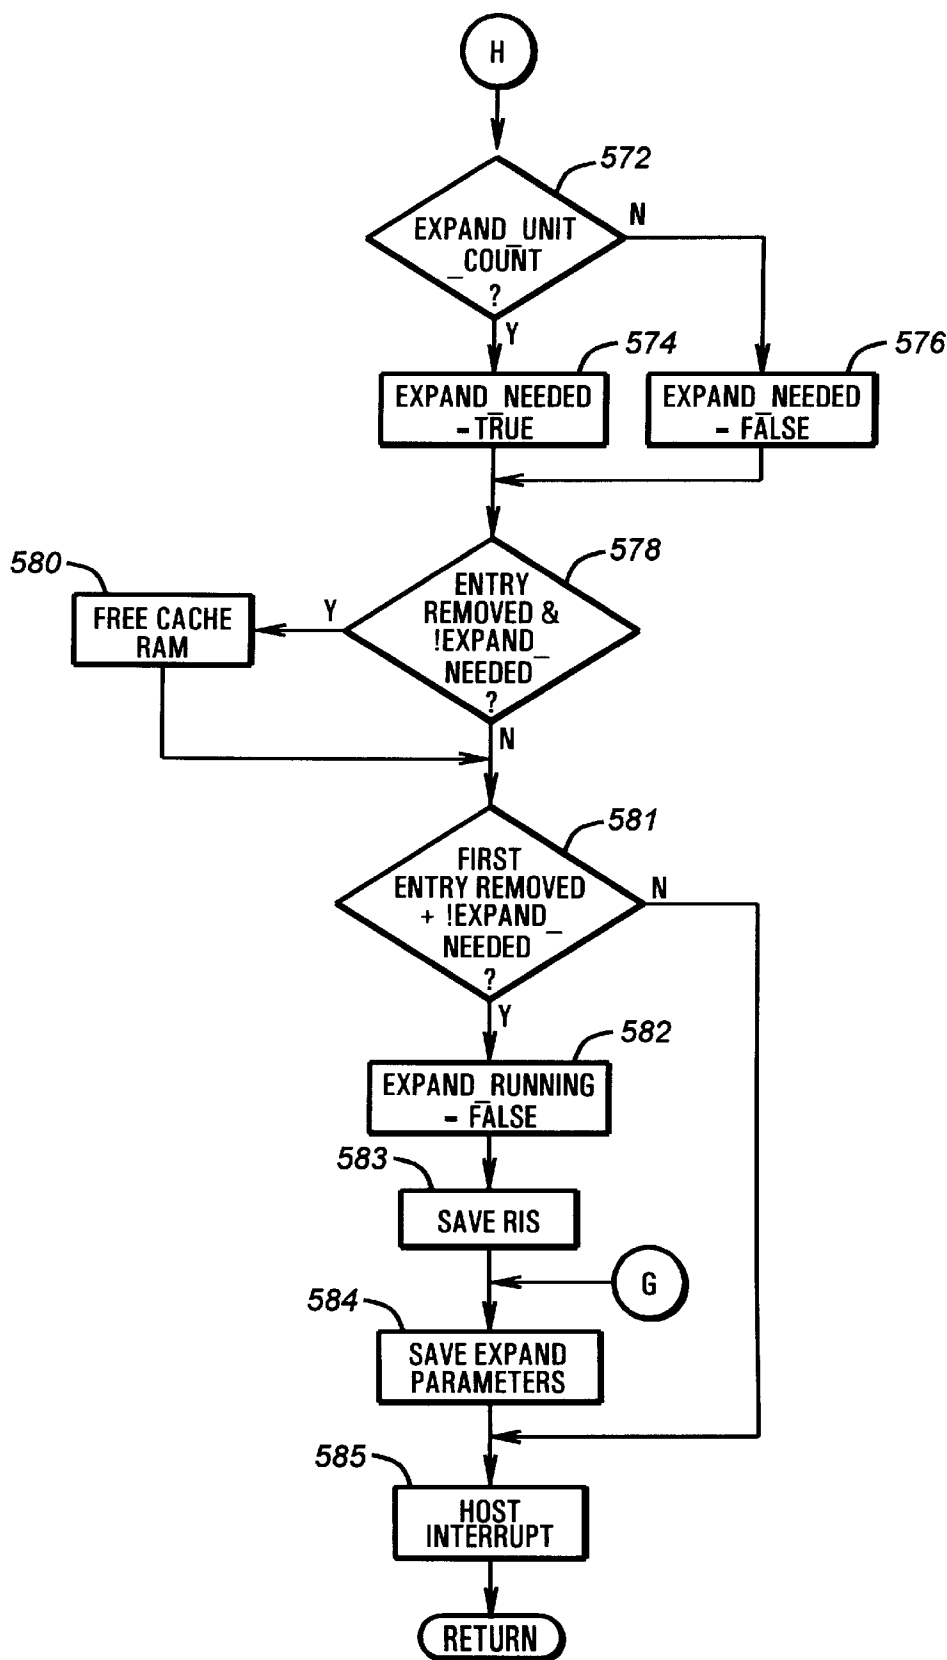 H
572
EXPAND_UNIT
_COUNT
?
N
Y
574
EXPAND_NEEDED
= TRUE
576
EXPAND_NEEDED
= FALSE
578
ENTRY
REMOVED &
!EXPAND_
NEEDED
?
Y
580
FREE CACHE
RAM
N
581
FIRST
ENTRY REMOVED
+ !EXPAND_
NEEDED
?
N
Y
582
EXPAND_RUNNING
= FALSE
583
SAVE RIS
G
584
SAVE EXPAND
PARAMETERS
585
HOST
INTERRUPT
RETURN